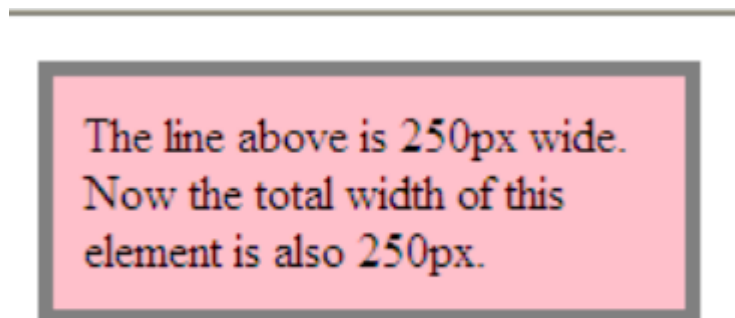 The line above is 250px wide.
Now the total width of this
element is also 250px.